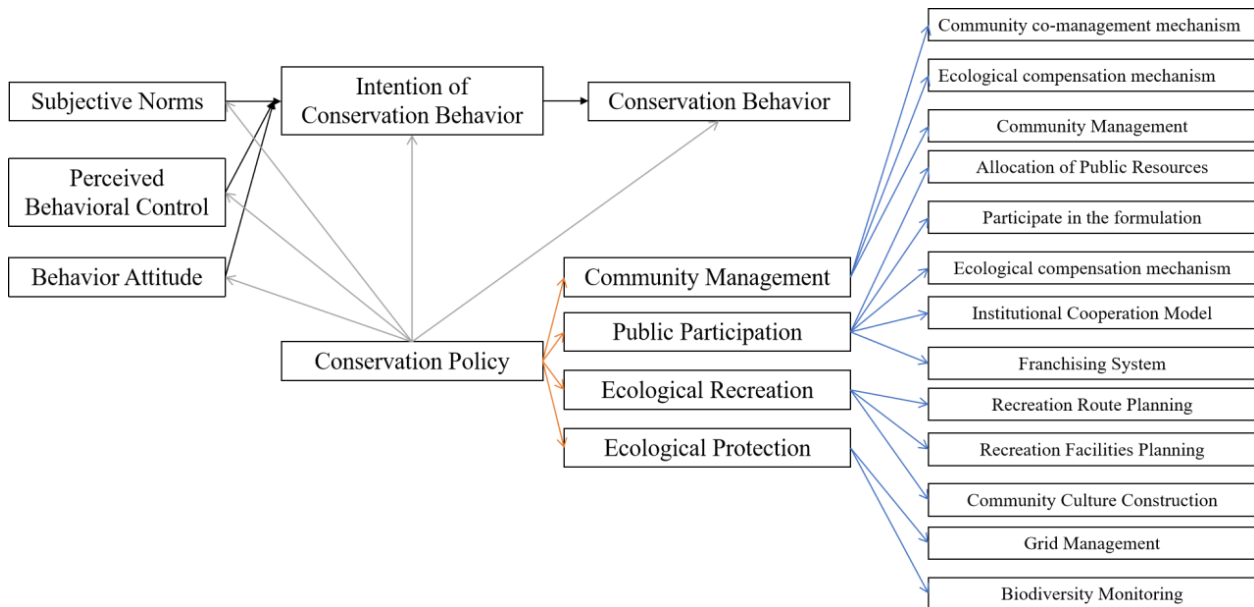 Subjective Norms
Perceived
Behavioral Control
Behavior Attitude
Intention of
Conservation Behavior
Conservation Behavior
Conservation Policy
Community Management
Public Participation
Ecological Recreation
Ecological Protection
Community co-management mechanism
Ecological compensation mechanism
Community Management
Allocation of Public Resources
Participate in the formulation
Ecological compensation mechanism
Institutional Cooperation Model
Franchising System
Recreation Route Planning
Recreation Facilities Planning
Community Culture Construction
Grid Management
Biodiversity Monitoring